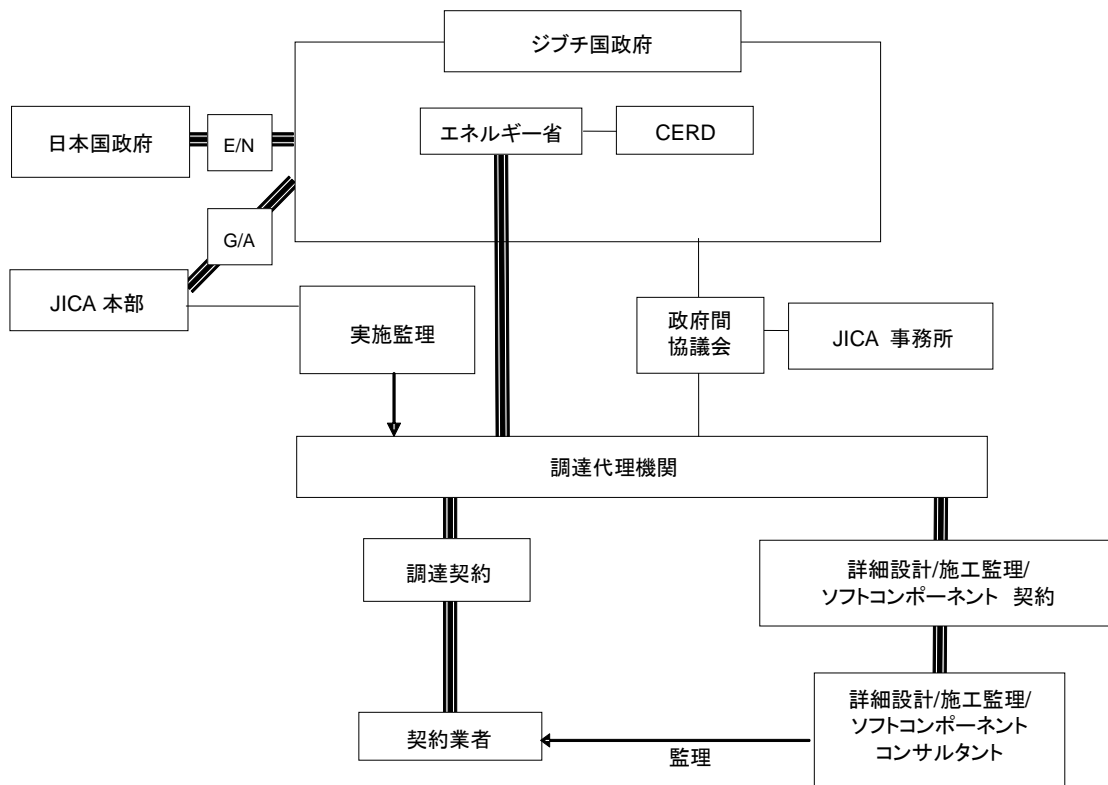 ジブチ国政府
エネルギー省
CERD
日本国政府
E/N
G/A
JICA 本部
実施監理
政府間
協議会
JICA 事務所
調達代理機関
調達契約
詳細設計/施工監理/
ソフトコンポーネント 契約
契約業者
監理
詳細設計/施工監理/
ソフトコンポーネント
コンサルタント